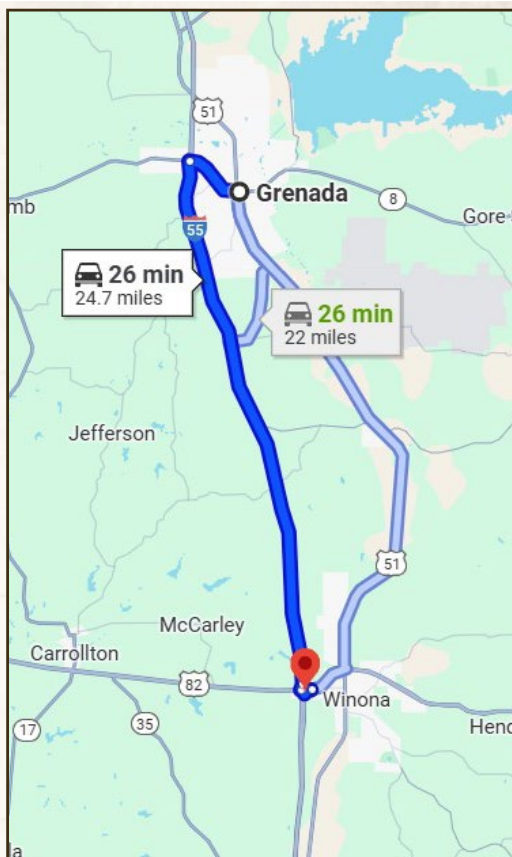 51
Grenada
8
mb
Gore
55
26 min
24.7 miles
26 min
22 miles
Jefferson
51
McCarley
Carrollton
82
Winona
17
35
Hend
la